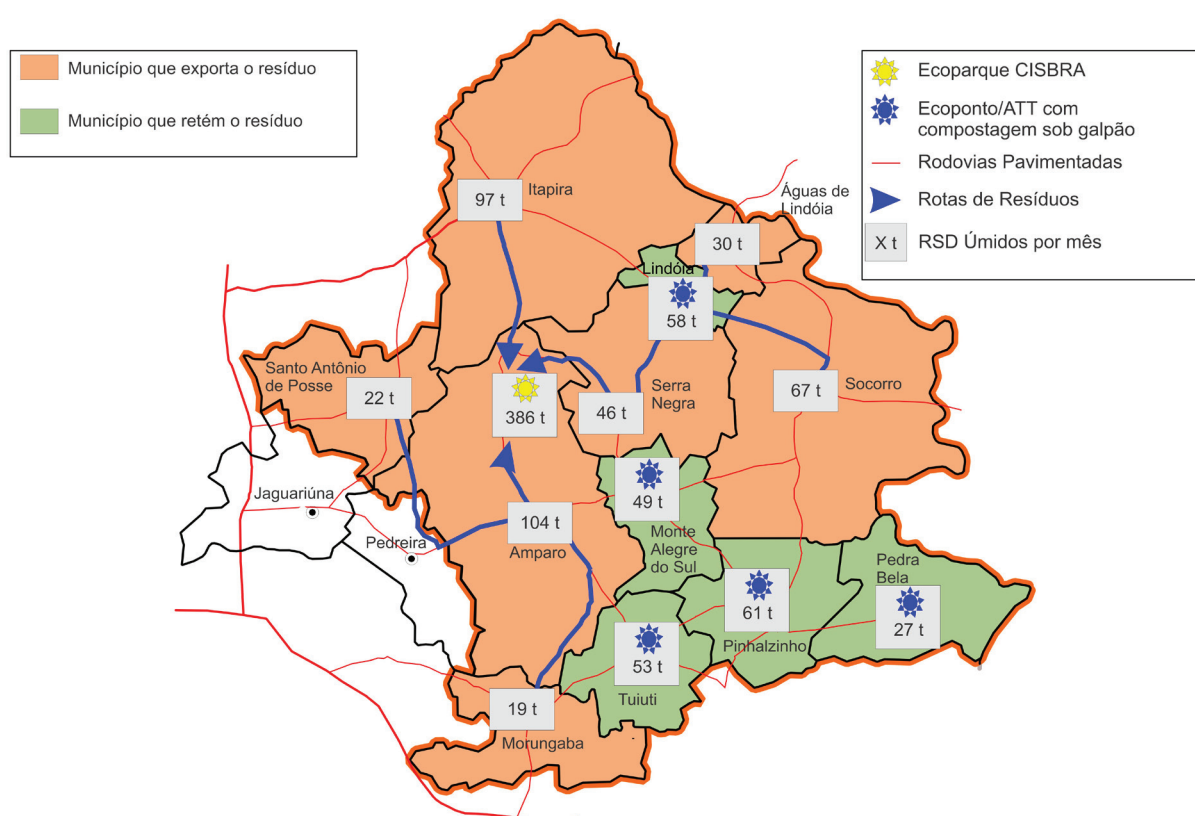 Município que exporta o resíduo
Município que retém o resíduo
Ecoparque CISBRA
Ecoponto/ATT com
compostagem sob galpão
Rodovias Pavimentadas
Rotas de Resíduos
X t
RSD Úmidos por mês
97 t
Itapira
Águas de
Lindóia
30 t
Lindóia
58 t
Santo Antônio
de Posse
22 t
386 t
46 t
Serra
Negra
67 t
Socorro
Jaguariúna
Pedreira
104 t
Amparo
49 t
Monte
Alegre
do Sul
Pedra
Bela
27 t
61 t
Pinhalzinho
53 t
Tuiuti
19 t
Morungaba